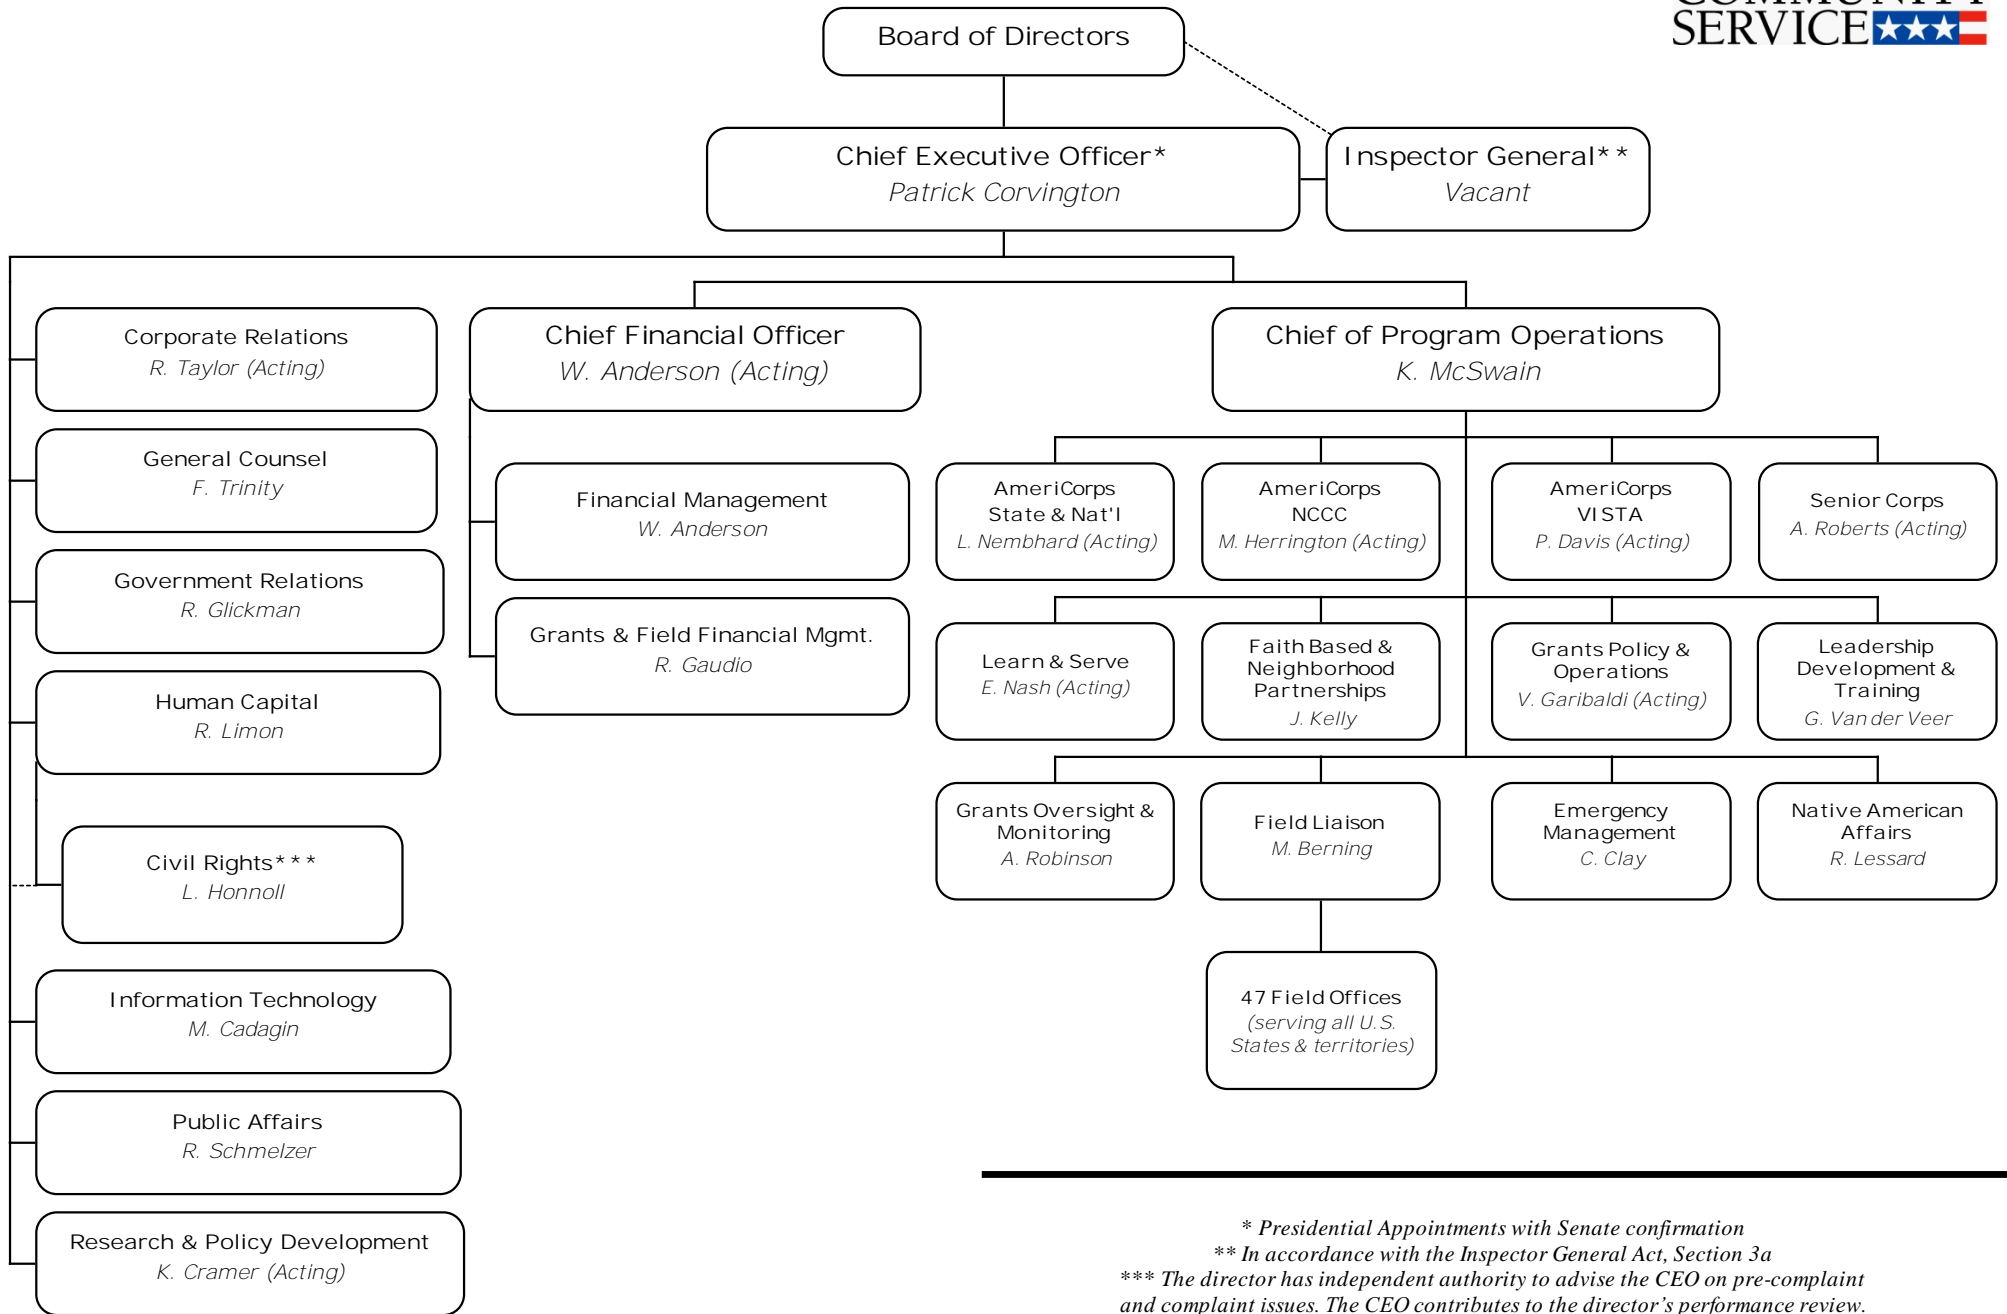 COMMUNITY
SERVICE
Board of Directors
Chief Executive Officer*
Patrick Corvington
Inspector General**
Vacant
Corporate Relations
R. Taylor (Acting)
General Counsel
F. Trinity
Government Relations
R. Glickman
Human Capital
R. Limon
Civil Rights***
L. Honnoll
Information Technology
M. Cadagin
Public Affairs
R. Schmelzer
Research & Policy Development
K. Cramer (Acting)
Chief Financial Officer
W. Anderson (Acting)
Financial Management
W. Anderson
Grants & Field Financial Mgmt.
R. Gaudio
Chief of Program Operations
K. McSwain
AmeriCorps
State & Nat'l
L. Nembhard (Acting)
AmeriCorps
NCCC
M. Herrington (Acting)
AmeriCorps
VISTA
P. Davis (Acting)
Senior Corps
A. Roberts (Acting)
Learn & Serve
E. Nash (Acting)
Faith Based &
Neighborhood
Partnerships
J. Kelly
Grants Policy &
Operations
V. Garibaldi (Acting)
Leadership
Development &
Training
G. Van der Veer
Grants Oversight &
Monitoring
A. Robinson
Field Liaison
M. Berning
Emergency
Management
C. Clay
Native American
Affairs
R. Lessard
47 Field Offices
(serving all U.S.
States & territories)
* Presidential Appointments with Senate confirmation
** In accordance with the Inspector General Act, Section 3a
*** The director has independent authority to advise the CEO on pre-complaint
and complaint issues. The CEO contributes to the director's performance review.